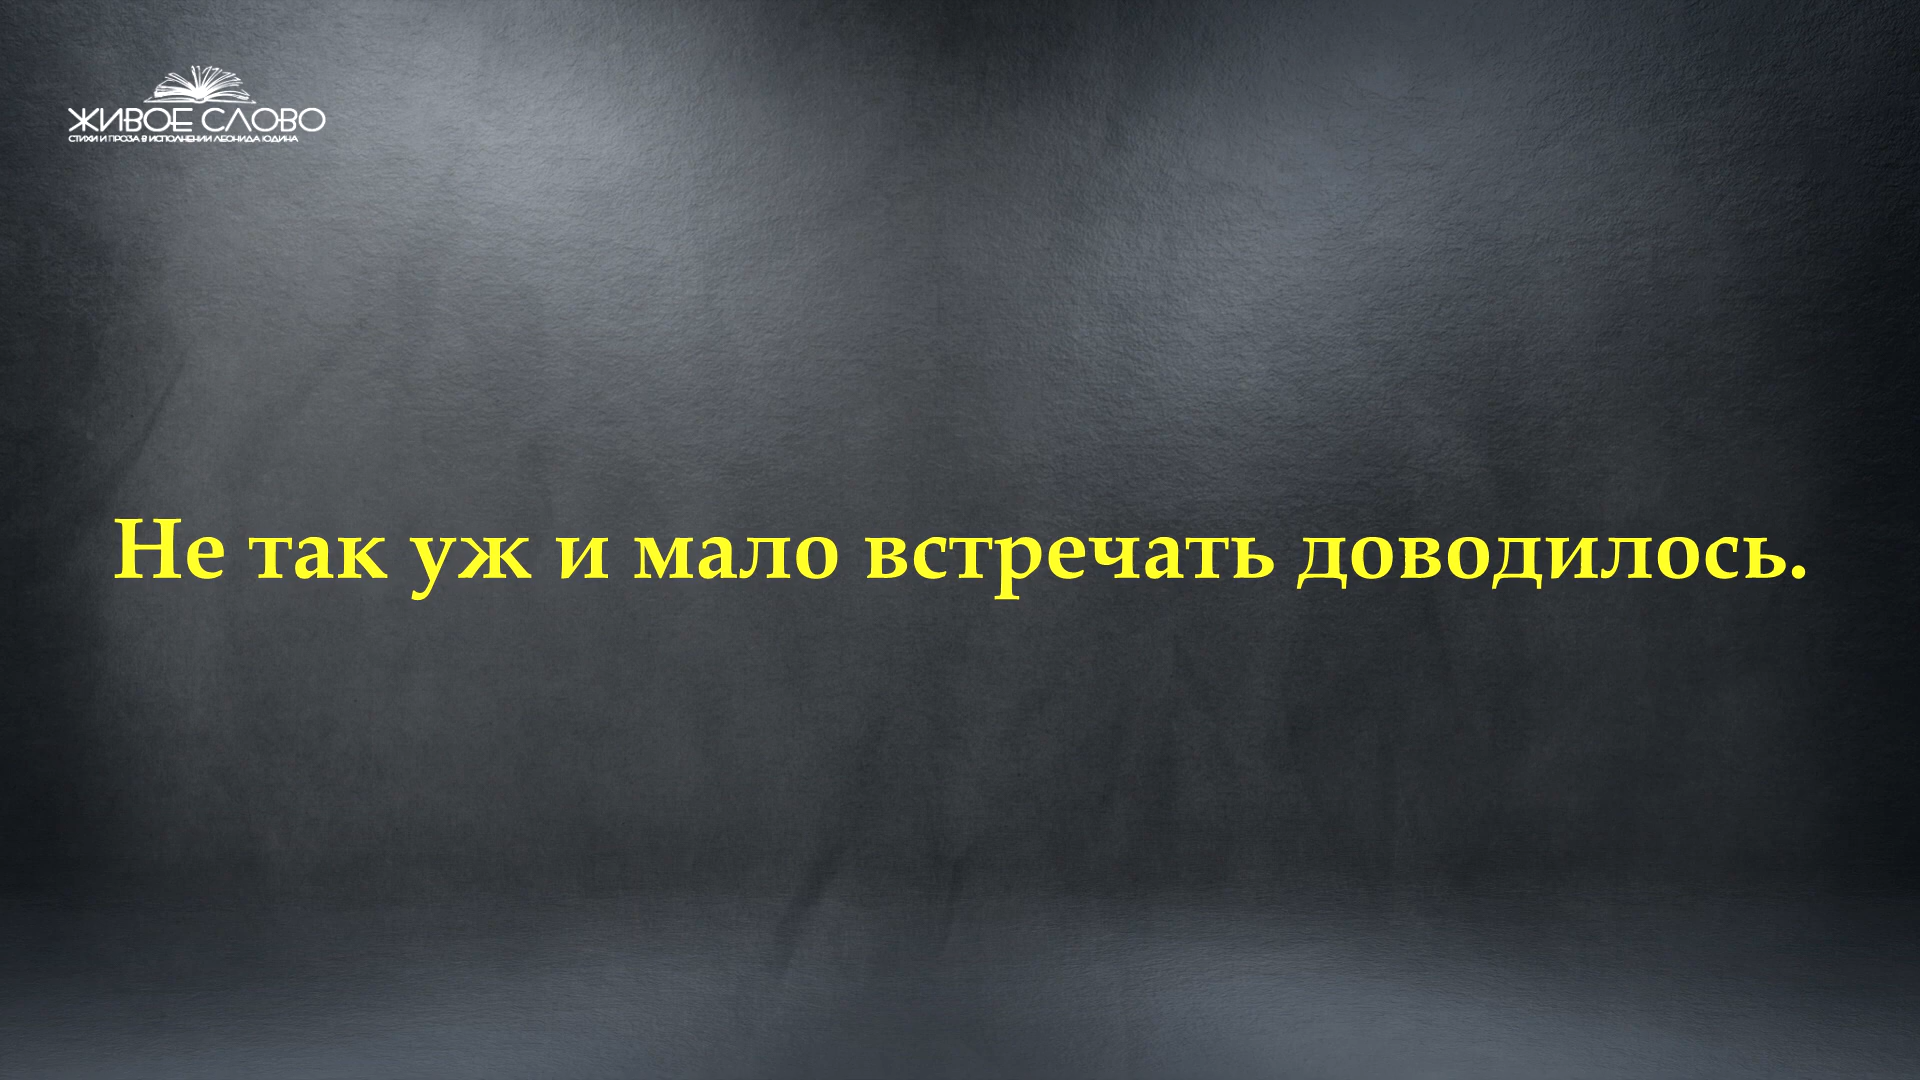 ЖИВОЕ СЛОВО
СТИХИ И ПРОЗА В ИСПОЛНЕНИИ ЛЕОНИДА ЮДИНА
Не так уж и мало встречать доводилось.